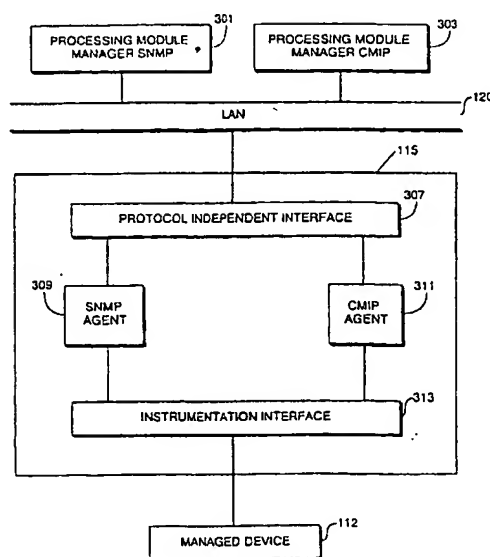 PROCESSING MODULE
MANAGER SNMP
301
PROCESSING MODULE
MANAGER CMIP
303
LAN
120
115
PROTOCOL INDEPENDENT INTERFACE
307
309
SNMP
AGENT
CMIP
AGENT
311
INSTRUMENTATION INTERFACE
313
MANAGED DEVICE
112